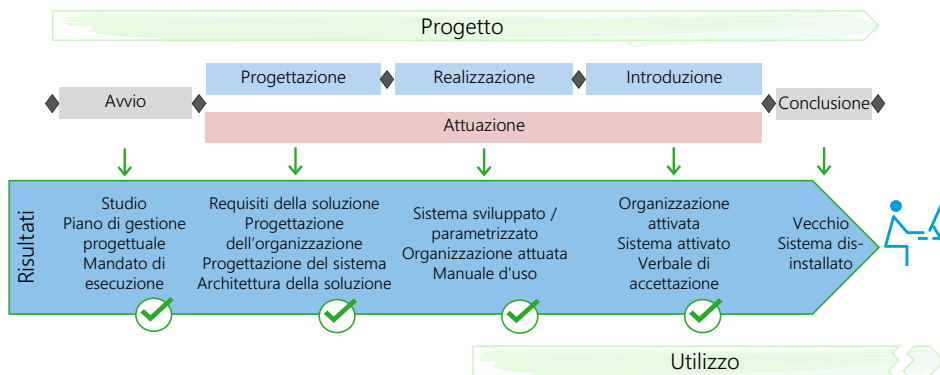 Progetto
Progettazione
Realizzazione
Introduzione
Avvio
Conclusione
Attuazione
Risultati
Studio
Piano di gestione
progettuale
Mandato di
esecuzione
Requisiti della soluzione
Progettazione
dell'organizzazione
Progettazione del sistema
Architettura della soluzione
Sistema sviluppato /
parametrizzato
Organizzazione attuata
Manuale d'uso
Organizzazione
attivata
Sistema attivato
Verbale di
accettazione
Vecchio
Sistema dis-
installato
Utilizzo